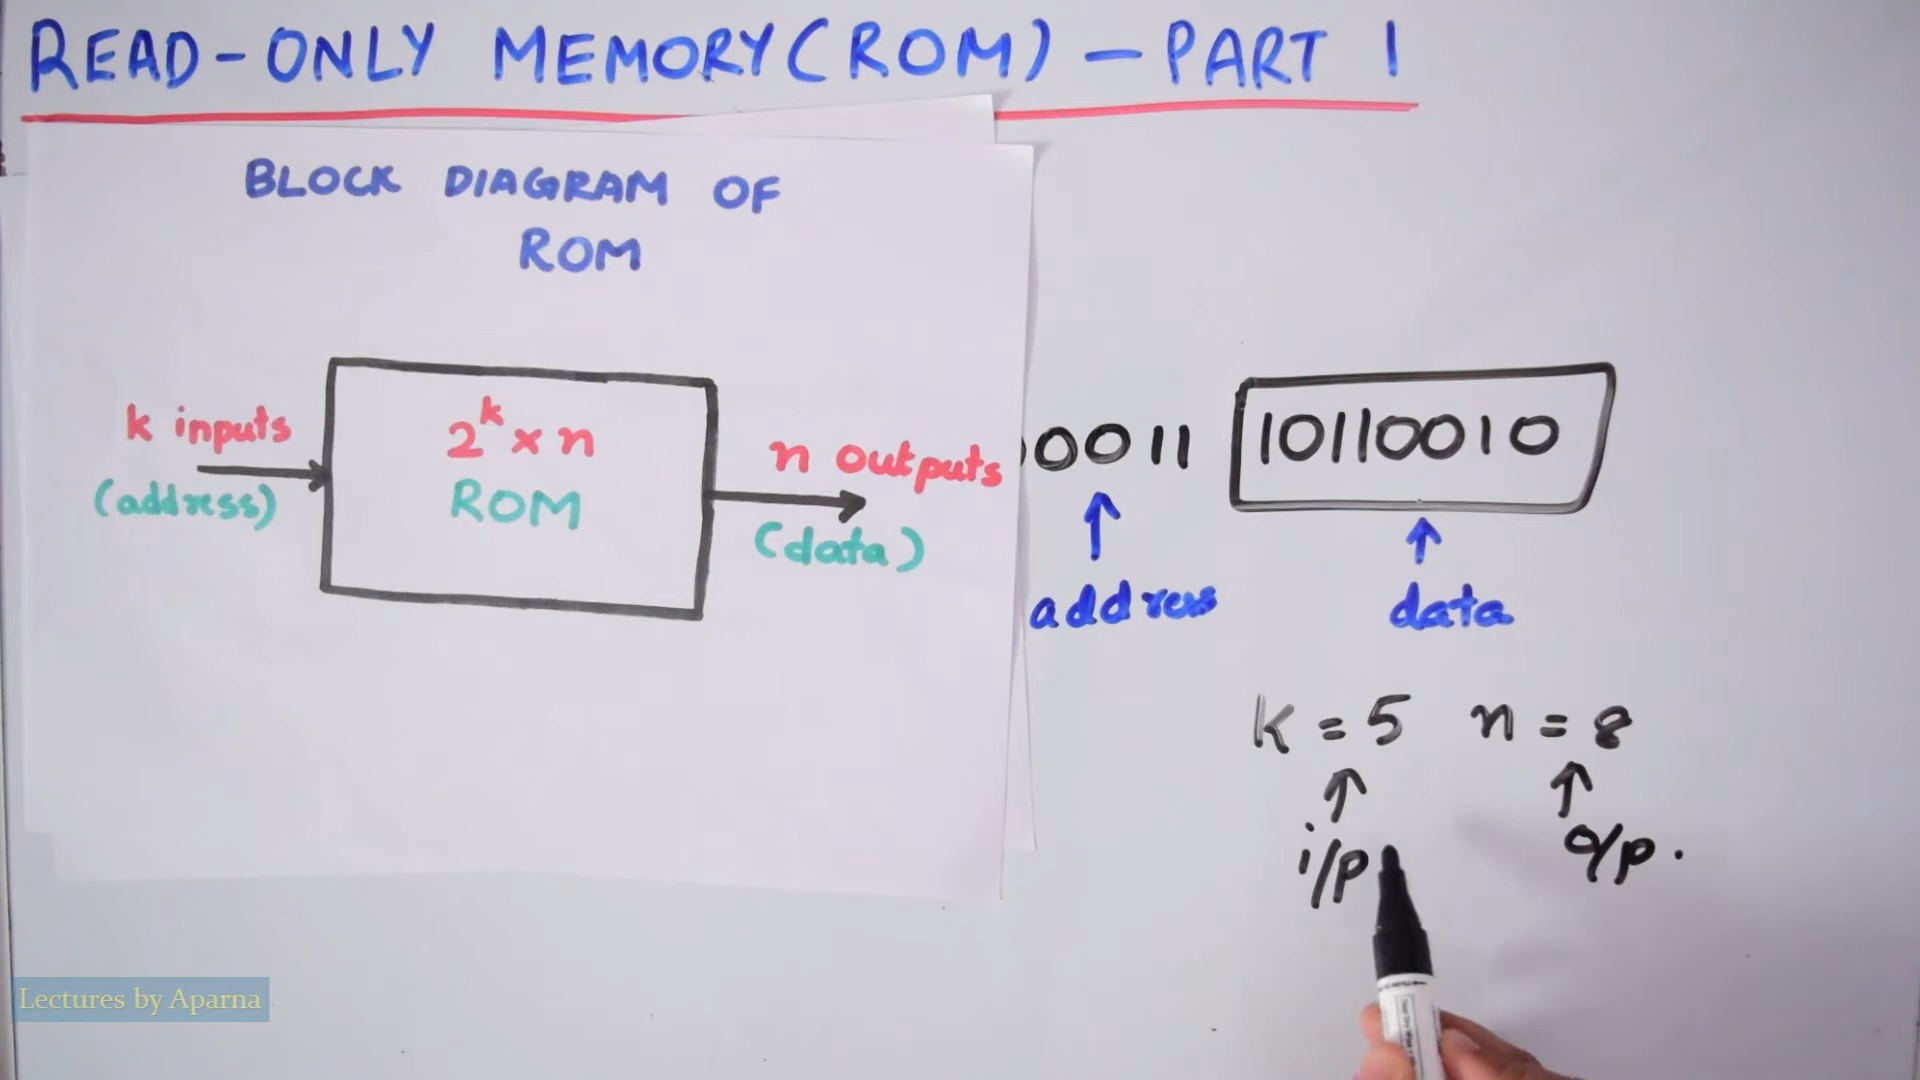 READ-ONLY MEMORY(ROM) - PART 1
BLOCK DIAGRAM OF
ROM
k inputs
(address)
2^k x n
ROM
n outputs
(data)
0011
10110010
address
data
k = 5 n = 8
i/p
o/p.
Lectures by Aparna